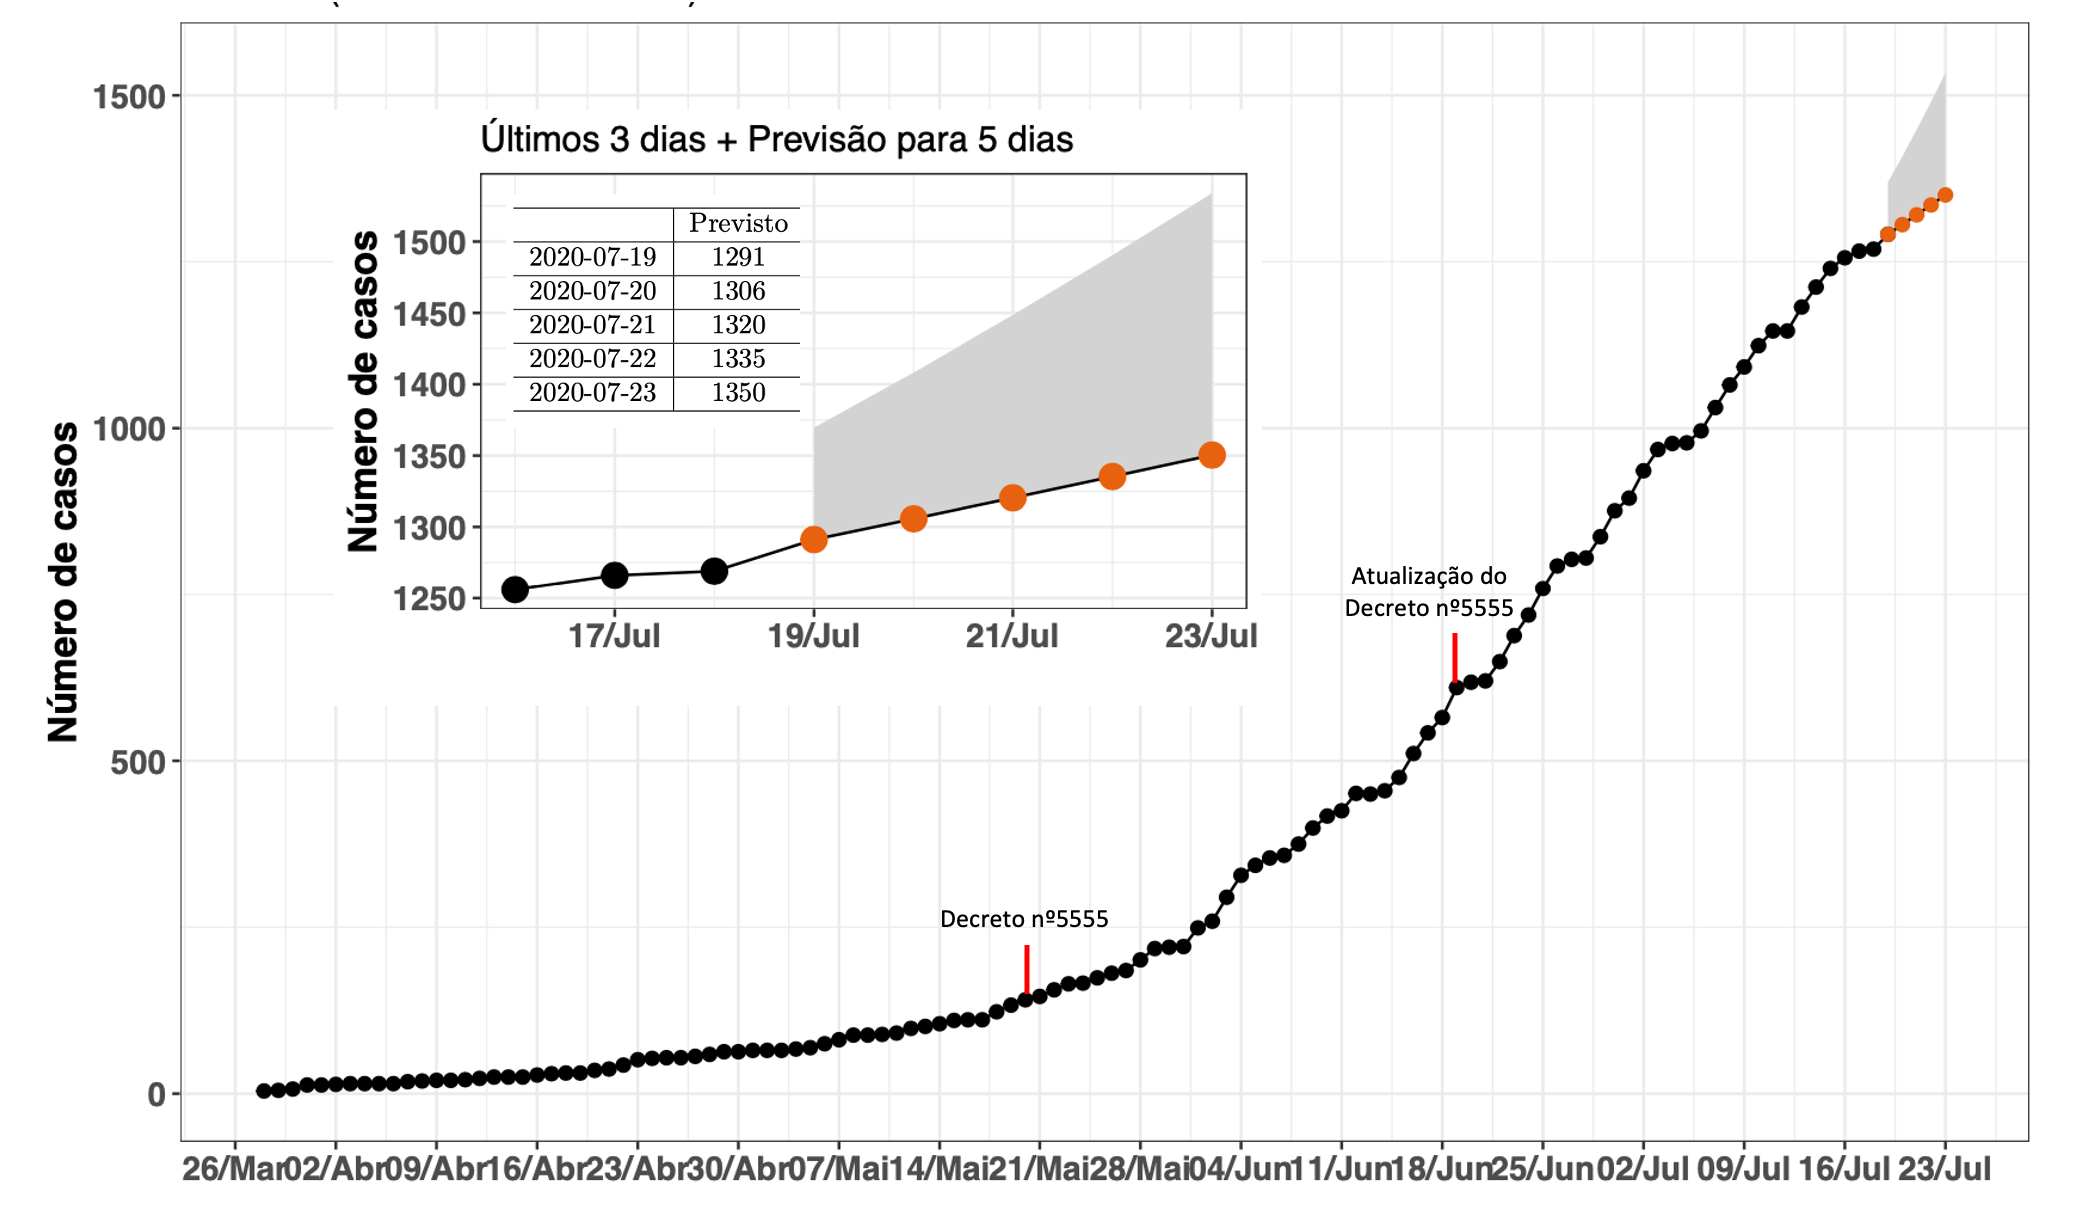 Número de casos
1500
1000
500
0
Últimos 3 dias + Previsão para 5 dias
Número de casos
1500
1450
1400
1350
1300
1250
Previsto
2020-07-19 1291
2020-07-20 1306
2020-07-21 1320
2020-07-22 1335
2020-07-23 1350
17/Jul 19/Jul 21/Jul 23/Jul
Atualização do
Decreto nº5555
Decreto nº5555
26/Mar 02/Abr 09/Abr 16/Abr 23/Abr 30/Abr 07/Mai 14/Mai 21/Mai 28/Mai 04/Jun 11/Jun 18/Jun 25/Jun 02/Jul 09/Jul 16/Jul 23/Jul